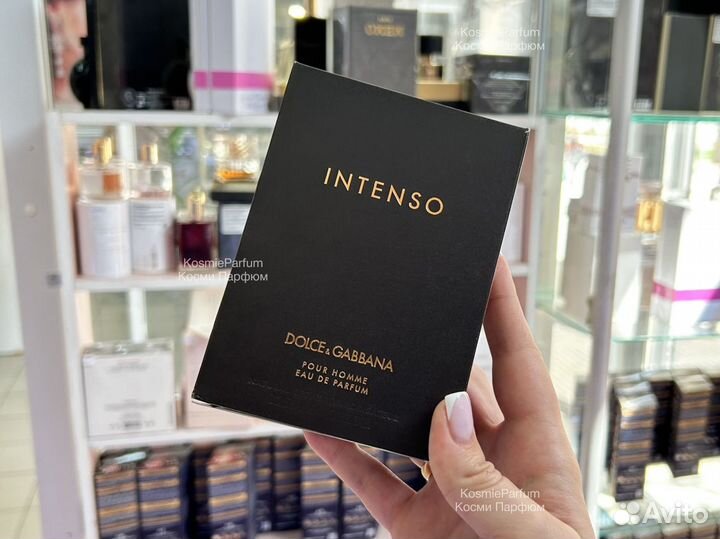 KosmieParfum
Косми Парфюм
INTENSO
KosmieParfum
Косми Парфюм
DOLCE & GABBANA
POUR HOMME
EAU DE PARFUM
KosmieParfum
Косми Парфюм
Avito